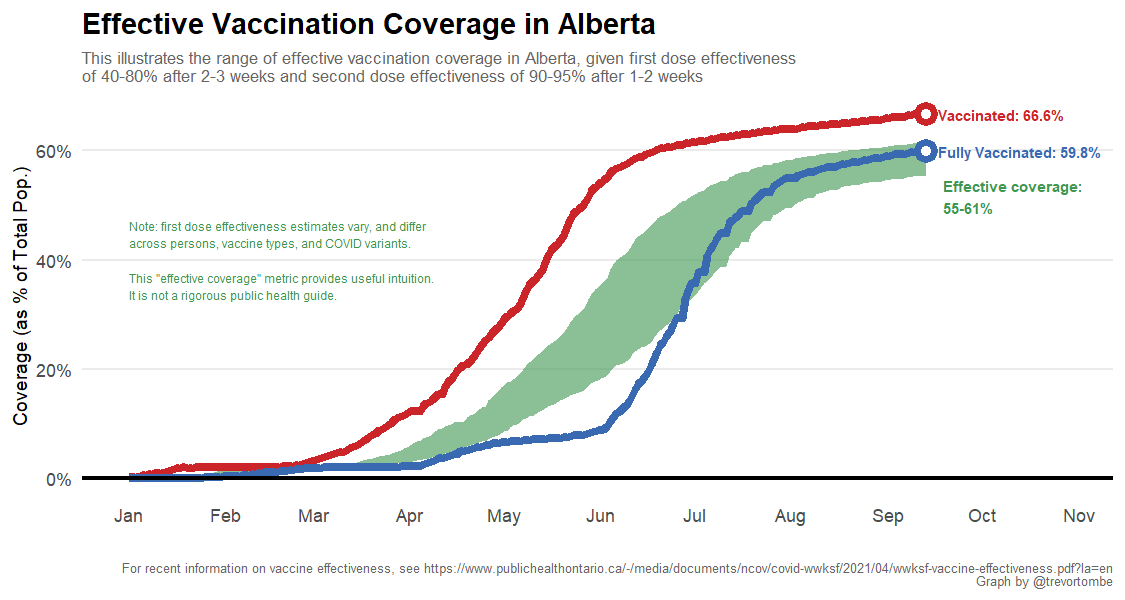 Effective Vaccination Coverage in Alberta
This illustrates the range of effective vaccination coverage in Alberta, given first dose effectiveness
of 40-80% after 2-3 weeks and second dose effectiveness of 90-95% after 1-2 weeks
Coverage (as % of Total Pop.)
60%
40%
20%
0%
Vaccinated: 66.6%
Fully Vaccinated: 59.8%
Effective coverage:
55-61%
Note: first dose effectiveness estimates vary, and differ
across persons, vaccine types, and COVID variants.
This "effective coverage" metric provides useful intuition.
It is not a rigorous public health guide.
Jan Feb Mar Apr May Jun Jul Aug Sep Oct Nov
For recent information on vaccine effectiveness, see https://www.publichealthontario.ca/-/media/documents/ncov/covid-wwksf/2021/04/wwksf-vaccine-effectiveness.pdf?la=en
Graph by @trevortombe